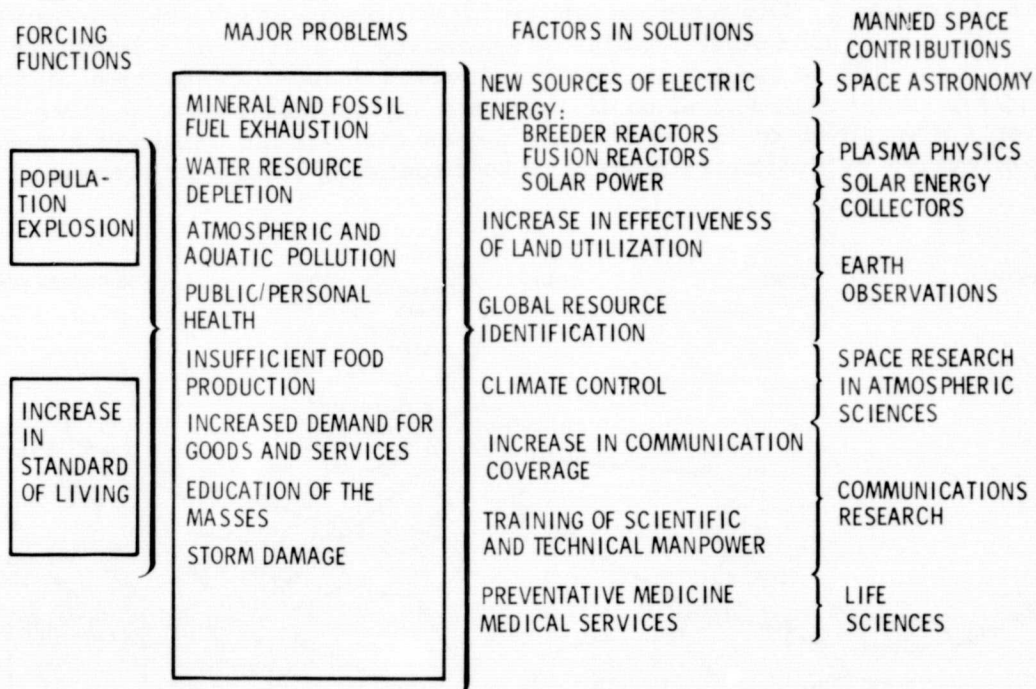 FORCING
FUNCTIONS
POPULA-
TION
EXPLOSION
INCREASE
IN
STANDARD
OF LIVING
MAJOR PROBLEMS
MINERAL AND FOSSIL
FUEL EXHAUSTION
WATER RESOURCE
DEPLETION
ATMOSPHERIC AND
AQUATIC POLLUTION
PUBLIC/PERSONAL
HEALTH
INSUFFICIENT FOOD
PRODUCTION
INCREASED DEMAND FOR
GOODS AND SERVICES
EDUCATION OF THE
MASSES
STORM DAMAGE
FACTORS IN SOLUTIONS
NEW SOURCES OF ELECTRIC
ENERGY:
BREEDER REACTORS
FUSION REACTORS
SOLAR POWER
INCREASE IN EFFECTIVENESS
OF LAND UTILIZATION
GLOBAL RESOURCE
IDENTIFICATION
CLIMATE CONTROL
INCREASE IN COMMUNICATION
COVERAGE
TRAINING OF SCIENTIFIC
AND TECHNICAL MANPOWER
PREVENTATIVE MEDICINE
MEDICAL SERVICES
MANNED SPACE
CONTRIBUTIONS
SPACE ASTRONOMY
PLASMA PHYSICS
SOLAR ENERGY
COLLECTORS
EARTH
OBSERVATIONS
SPACE RESEARCH
IN ATMOSPHERIC
SCIENCES
COMMUNICATIONS
RESEARCH
LIFE
SCIENCES